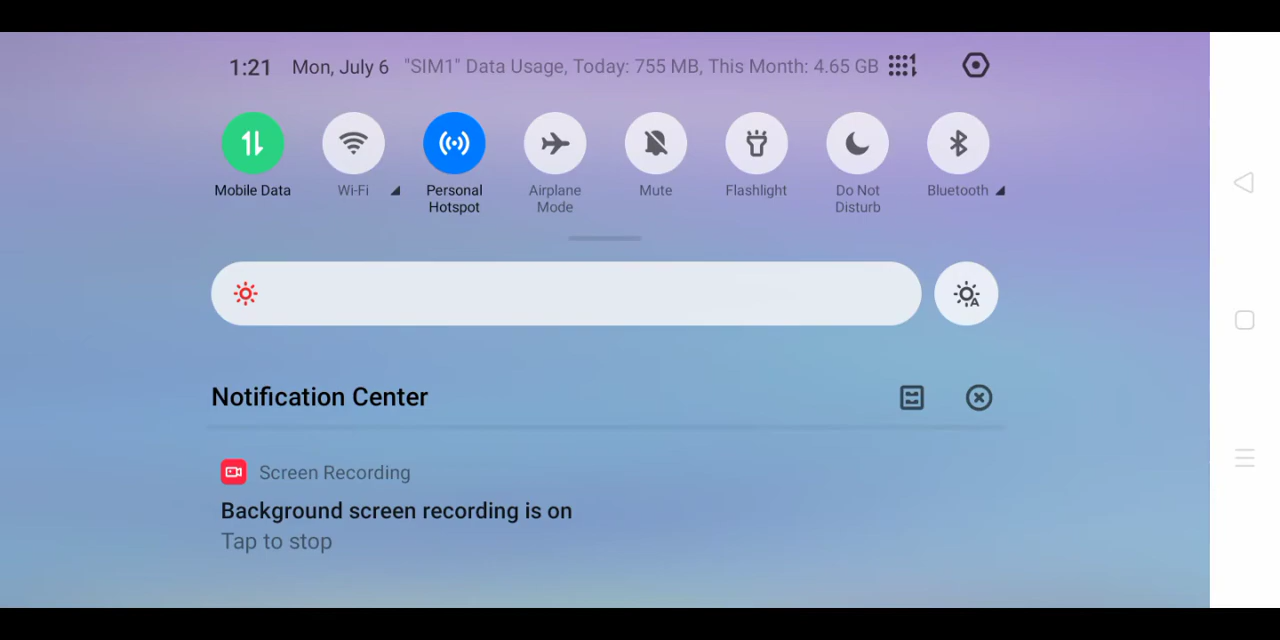 1:21 Mon, July 6 "SIM1" Data Usage, Today: 755 MB, This Month: 4.65 GB
Mobile Data
Wi-Fi
Personal
Hotspot
Airplane
Mode
Mute
Flashlight
Do Not
Disturb
Bluetooth
Notification Center
Screen Recording
Background screen recording is on
Tap to stop